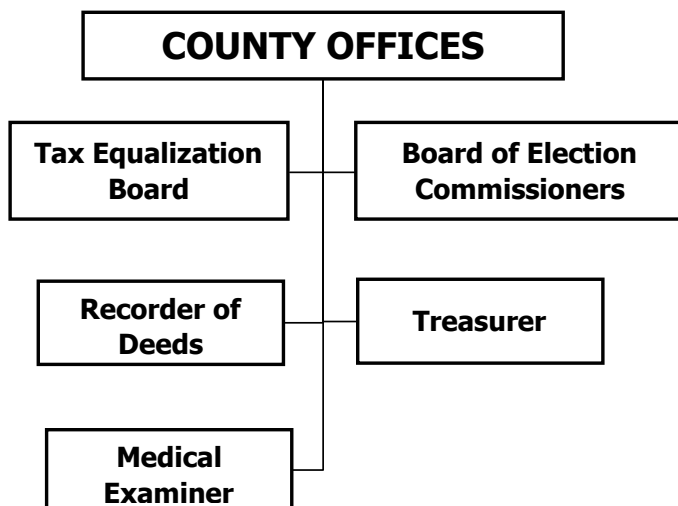 COUNTY OFFICES
Tax Equalization
Board
Board of Election
Commissioners
Recorder of
Deeds
Treasurer
Medical
Examiner